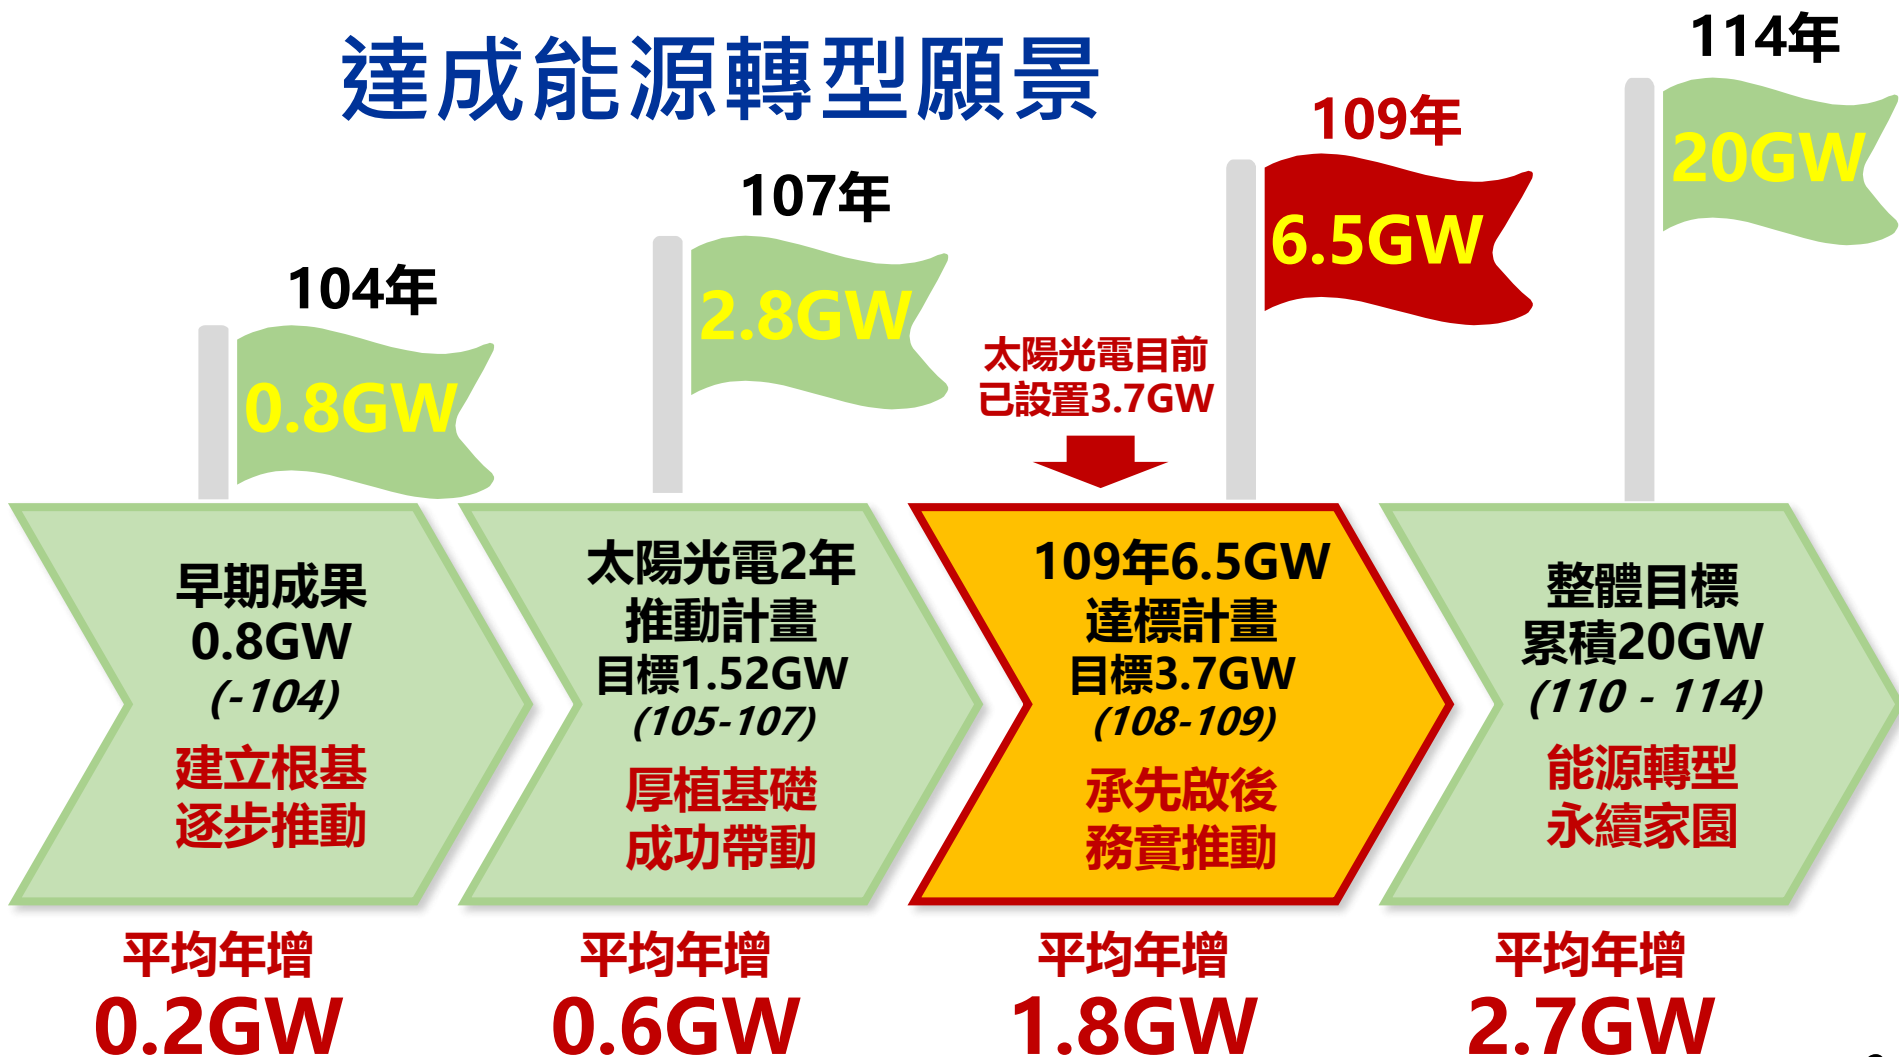 達成能源轉型願景
104年
0.8GW
107年
2.8GW
太陽光電目前
已設置3.7GW
109年
6.5GW
114年
20GW
早期成果
0.8GW
(-104)
建立根基
逐步推動
太陽光電2年
推動計畫
目標1.52GW
(105-107)
厚植基礎
成功帶動
109年6.5GW
達標計畫
目標3.7GW
(108-109)
承先啟後
務實推動
整體目標
累積20GW
(110 - 114)
能源轉型
永續家園
平均年增
0.2GW
平均年增
0.6GW
平均年增
1.8GW
平均年增
2.7GW